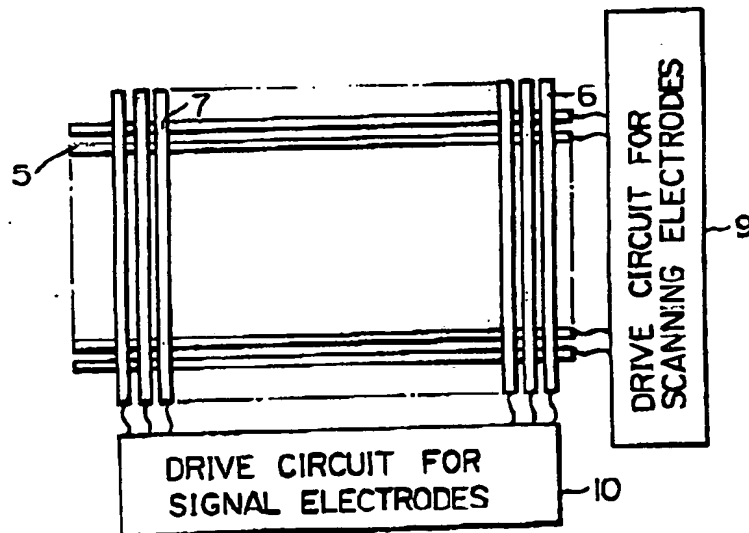 7
6
5
DRIVE CIRCUIT FOR
SCANNING ELECTRODES
9
DRIVE CIRCUIT FOR
SIGNAL ELECTRODES
10